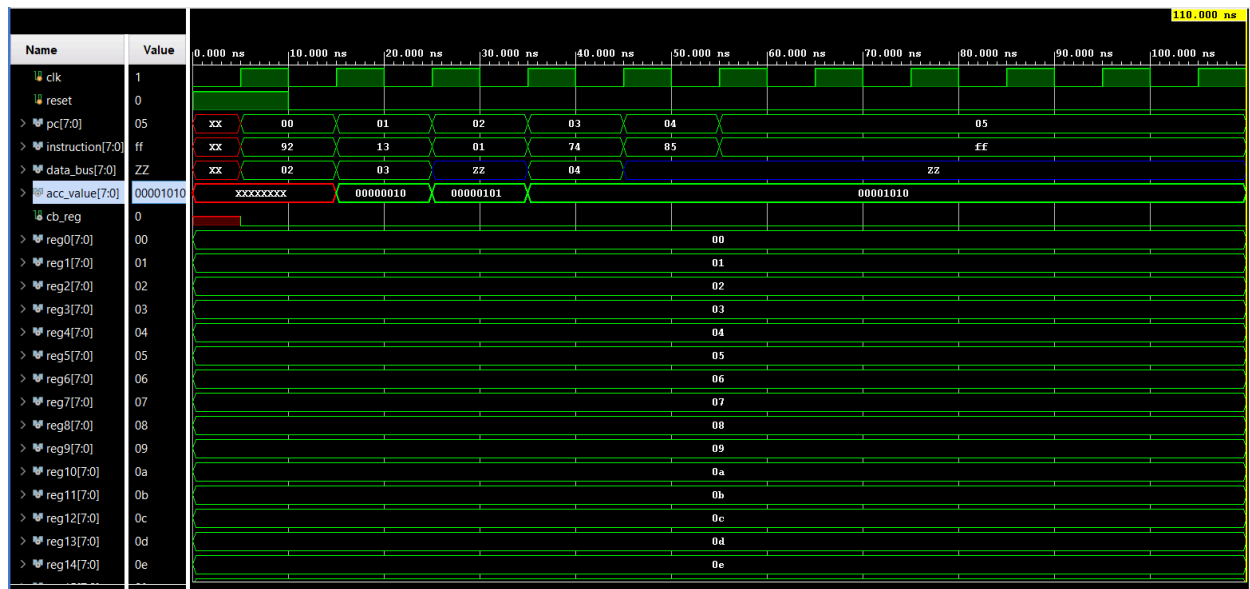 110.000 ns
Name Value 0.000 ns 10.000 ns 20.000 ns 30.000 ns 40.000 ns 50.000 ns 60.000 ns 70.000 ns 80.000 ns 90.000 ns 100.000 ns
clk 1
reset 0
pc[7:0] 05 XX 00 01 02 03 04 05
instruction[7:0] ff XX 92 13 01 74 85 ff
data_bus[7:0] ZZ XX 02 03 ZZ 04 ZZ
acc_value[7:0] 00001010 XXXXXXXX 00000010 00000101 00001010
cb_reg 0
reg0[7:0] 00 00
reg1[7:0] 01 01
reg2[7:0] 02 02
reg3[7:0] 03 03
reg4[7:0] 04 04
reg5[7:0] 05 05
reg6[7:0] 06 06
reg7[7:0] 07 07
reg8[7:0] 08 08
reg9[7:0] 09 09
reg10[7:0] 0a 0a
reg11[7:0] 0b 0b
reg12[7:0] 0c 0c
reg13[7:0] 0d 0d
reg14[7:0] 0e 0e